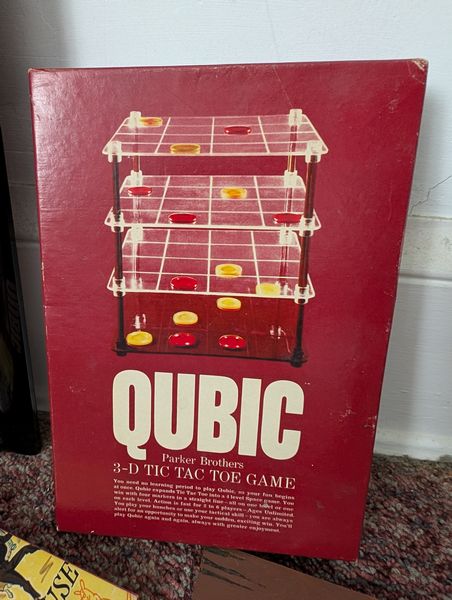 QUBIC
Parker Brothers
3-D TIC TAC TOE GAME
You need no learning period to play Qubic, so your fun begins
at once. Qubic expands Tic Tac Toe into a 4 level Space game. You
win with four markers in a straight line — all on one level or one
on each level. Action is fast for 2 to 6 players. Ages Unlimited.
You play your hunches or use your tactical skill — you are always
alert for an opportunity to make your sudden, exciting win. You'll
play Qubic again and again, always with greater enjoyment.
USE